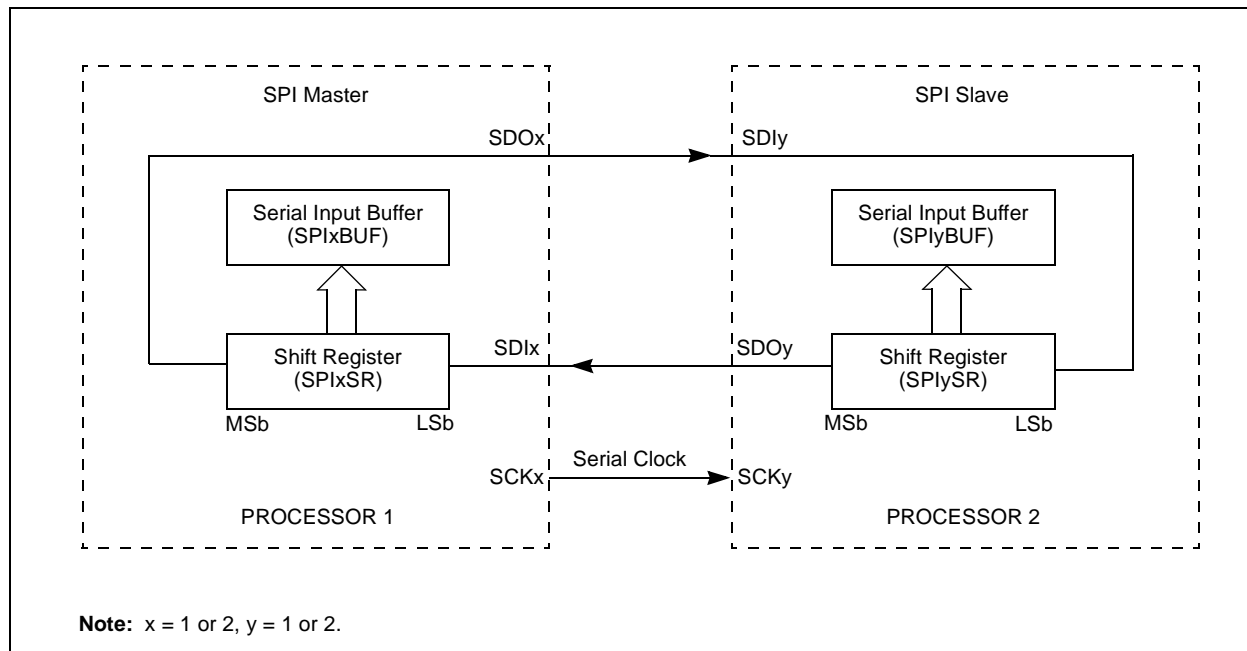 SPI Master
SPI Slave
SDOx
SDIy
Serial Input Buffer
(SPIxBUF)
Serial Input Buffer
(SPIyBUF)
Shift Register
(SPIxSR)
SDIx
SDOy
Shift Register
(SPIySR)
MSb
LSb
MSb
LSb
SCKx
Serial Clock
SCKy
PROCESSOR 1
PROCESSOR 2
Note: x = 1 or 2, y = 1 or 2.